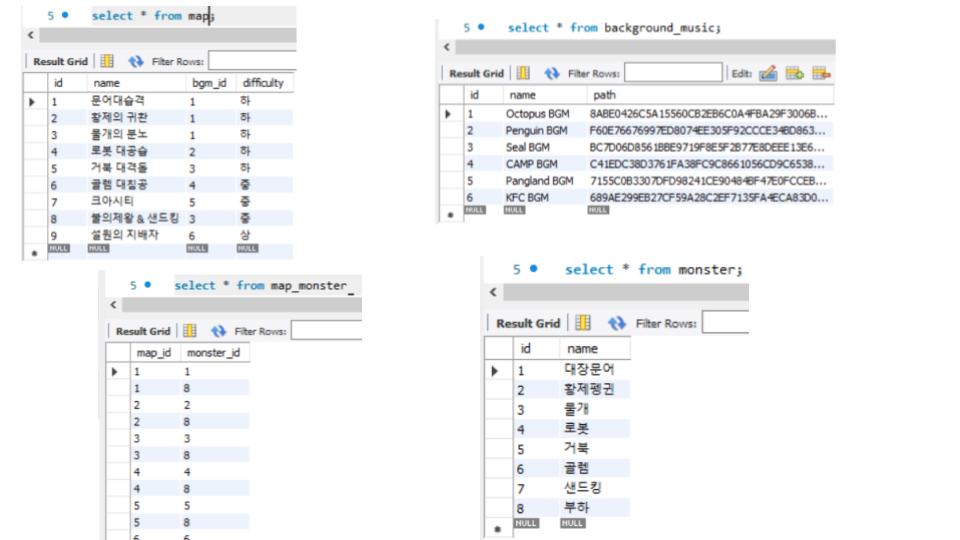 5 select * from map;
Result Grid Filter Rows:
id name bgm_id difficulty
1 문어대습격 1 하
2 황제의 귀환 1 하
3 물개의 분노 1 하
4 로봇 대공습 2 하
5 거북 대격돌 3 하
6 골렘 대침공 4 중
7 크아시티 5 중
8 물의제왕 & 샌드킹 3 중
9 설원의 지배자 6 상
NULL NULL NULL NULL
5 select * from background_music;
Result Grid Filter Rows: Edit:
id name path
1 Octopus BGM 8ABE0426C5A15560CB2EB6C0A4FBA29F3006B...
2 Penguin BGM F60E76676997ED8074EE305F92CCCE34BD863...
3 Seal BGM BC7D06D8561BBE9719F8E5F2B77E8DEEE13E6...
4 CAMP BGM C41EDC38D3761FA38FC9C8661056CD9C6538...
5 Pangland BGM 7155C0B3307DFD98241CE90484BF47E0FCCEB...
6 KFC BGM 689AE299EB27CF59A28C2EF7135FA4ECA83D0...
NULL NULL NULL
5 select * from map_monster
Result Grid Filter Rows:
map_id monster_id
1 1
1 8
2 2
2 8
3 3
3 8
4 4
4 8
5 5
5 8
6 6
5 select * from monster;
Result Grid Filter Rows:
id name
1 대장문어
2 황제펭귄
3 물개
4 로봇
5 거북
6 골렘
7 샌드킹
8 부하
NULL NULL